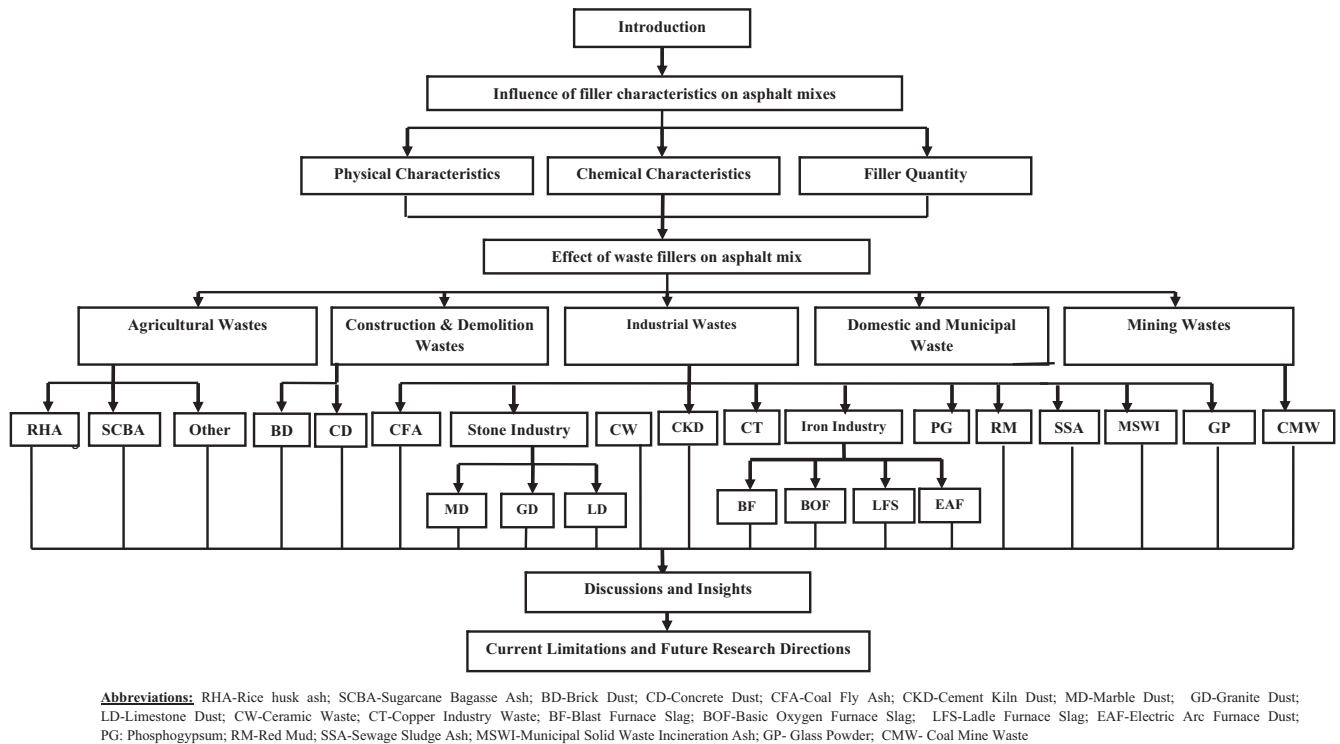 Introduction
Influence of filler characteristics on asphalt mixes
Physical Characteristics
Chemical Characteristics
Filler Quantity
Effect of waste fillers on asphalt mix
Agricultural Wastes
Construction & Demolition
Wastes
Industrial Wastes
Domestic and Municipal
Waste
Mining Wastes
RHA
SCBA
Other
BD
CD
CFA
Stone Industry
CW
CKD
CT
Iron Industry
PG
RM
SSA
MSWI
GP
CMW
MD
GD
LD
BF
BOF
LFS
EAF
Discussions and Insights
Current Limitations and Future Research Directions
Abbreviations: RHA-Rice husk ash; SCBA-Sugarcane Bagasse Ash; BD-Brick Dust; CD-Concrete Dust; CFA-Coal Fly Ash; CKD-Cement Kiln Dust; MD-Marble Dust; GD-Granite Dust;
LD-Limestone Dust; CW-Ceramic Waste; CT-Copper Industry Waste; BF-Blast Furnace Slag; BOF-Basic Oxygen Furnace Slag; LFS-Ladle Furnace Slag; EAF-Electric Arc Furnace Dust;
PG: Phosphogypsum; RM-Red Mud; SSA-Sewage Sludge Ash; MSWI-Municipal Solid Waste Incineration Ash; GP- Glass Powder; CMW- Coal Mine Waste